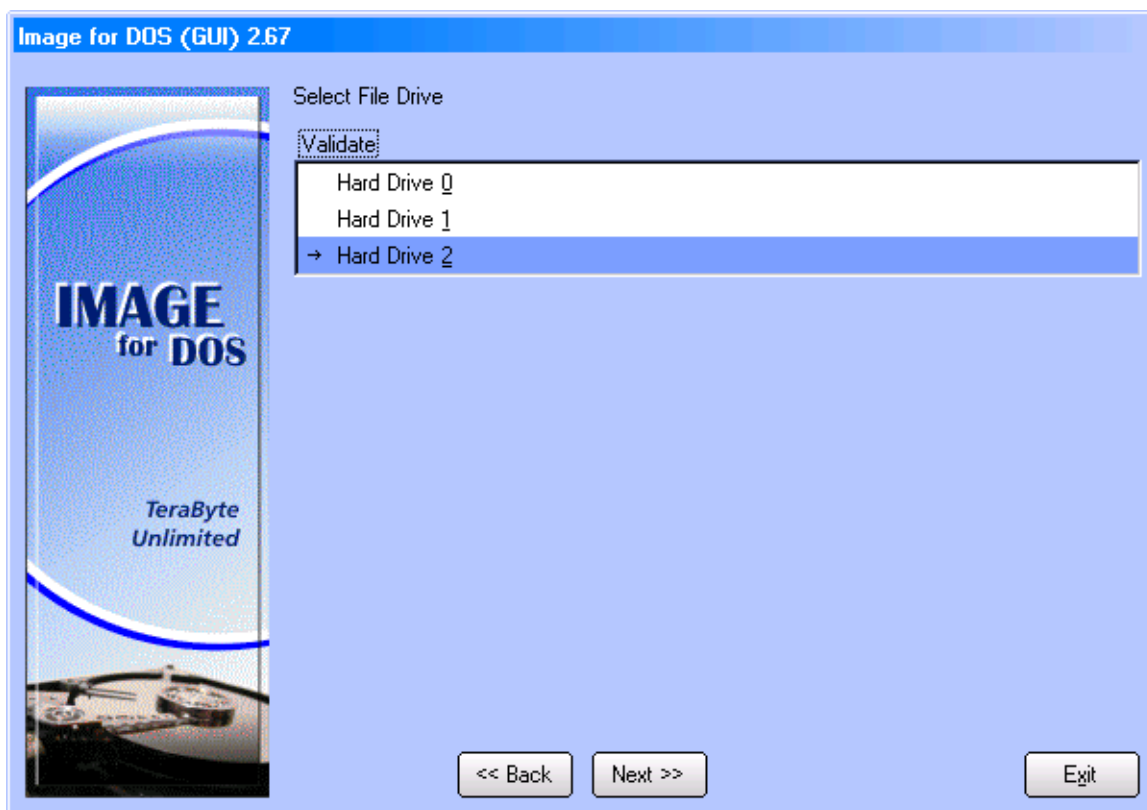 Image for DOS (GUI) 2.67
Select File Drive
Validate
Hard Drive 0
Hard Drive 1
→ Hard Drive 2
IMAGE
for DOS
TeraByte
Unlimited
<< Back
Next >>
Exit